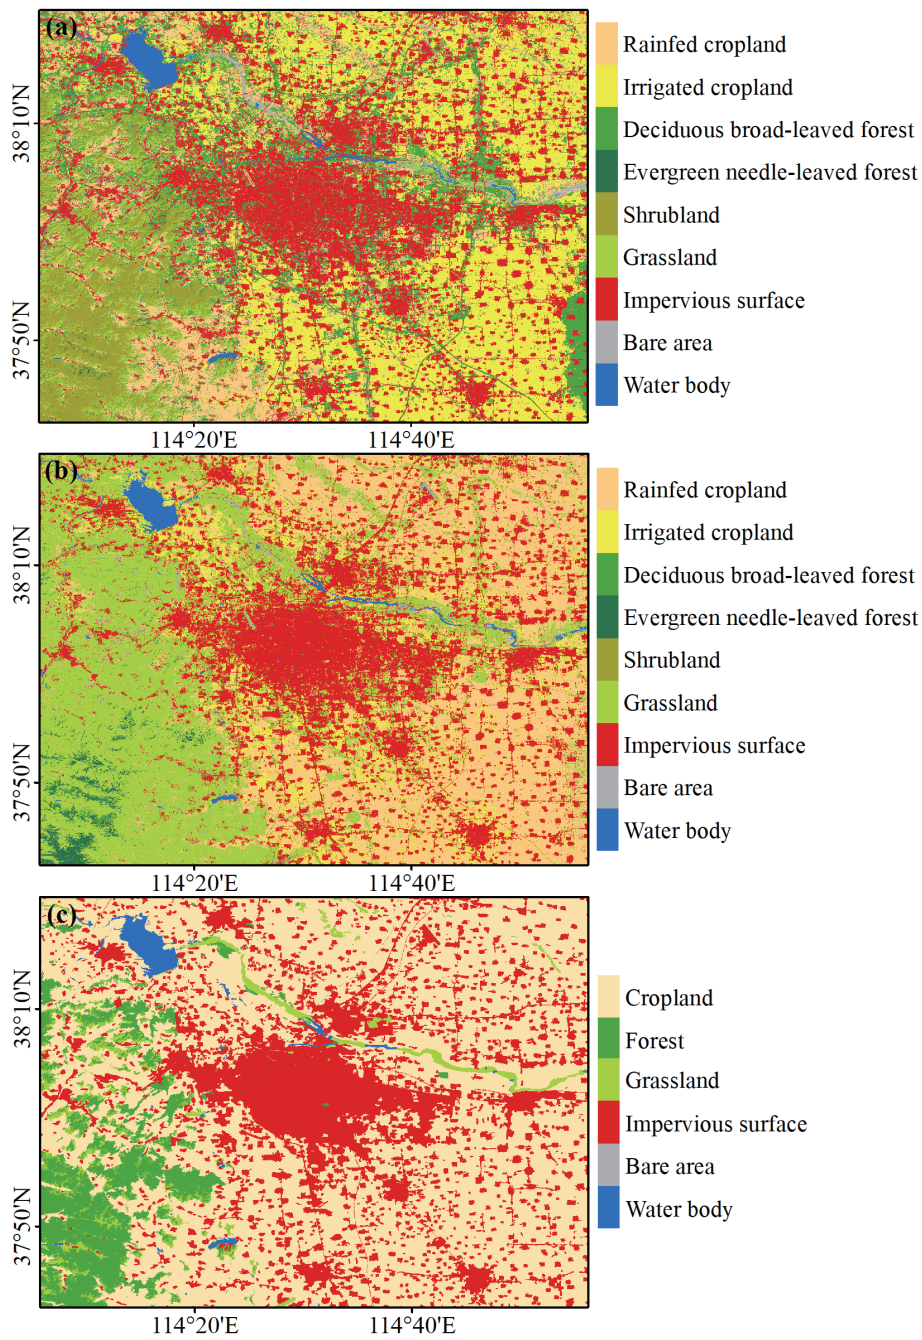 (a)
38°10'N
37°50'N
114°20'E
114°40'E
Rainfed cropland
Irrigated cropland
Deciduous broad-leaved forest
Evergreen needle-leaved forest
Shrubland
Grassland
Impervious surface
Bare area
Water body
(b)
38°10'N
37°50'N
114°20'E
114°40'E
Rainfed cropland
Irrigated cropland
Deciduous broad-leaved forest
Evergreen needle-leaved forest
Shrubland
Grassland
Impervious surface
Bare area
Water body
(c)
38°10'N
37°50'N
114°20'E
114°40'E
Cropland
Forest
Grassland
Impervious surface
Bare area
Water body